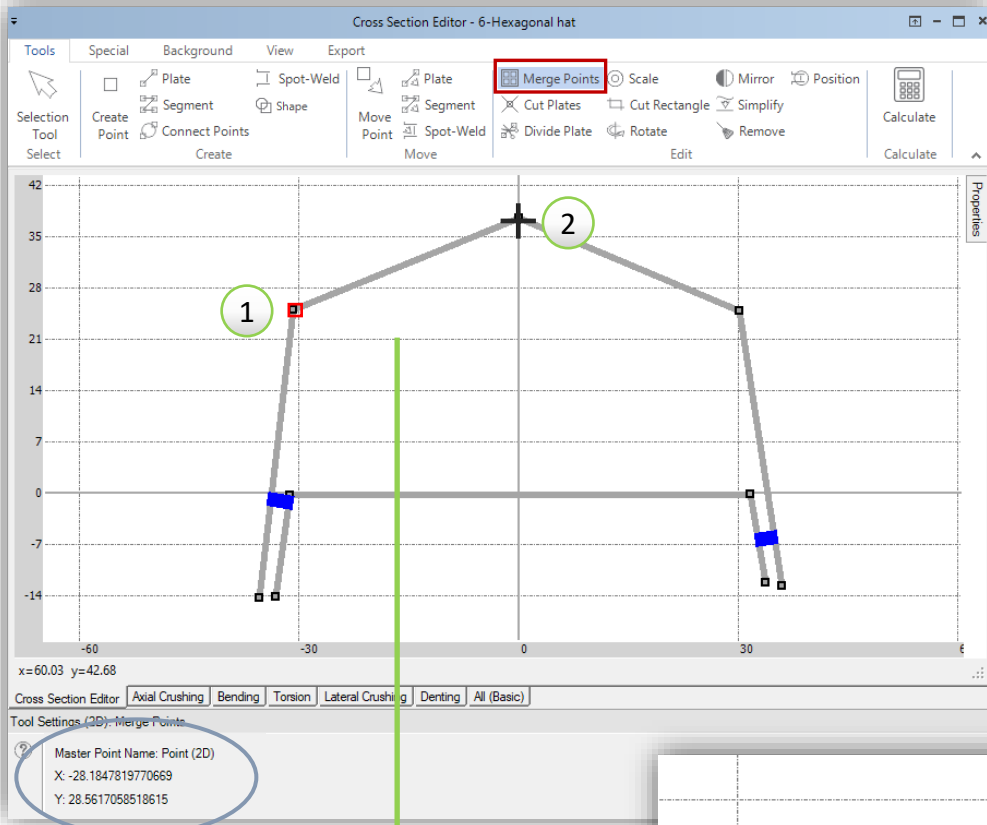 Cross Section Editor - 6-Hexagonal hat
Tools Special Background View Export
Selection Tool
Create Point
Plate
Segment
Connect Points
Spot-Weld
Shape
Move Point
Plate
Segment
Spot-Weld
Merge Points
Cut Plates
Divide Plate
Scale
Cut Rectangle
Rotate
Mirror
Simplify
Remove
Position
Calculate
Select Create Move Edit Calculate
Properties
42
35
28
21
14
7
0
-7
-14
1
2
-60 -30 0 30 6
x=60.03 y=42.68
Cross Section Editor Axial Crushing Bending Torsion Lateral Crushing Denting All (Basic)
Tool Settings (2D): Merge Points
?
Master Point Name: Point (2D)
X: -28.1847819770669
Y: 28.5617058518615